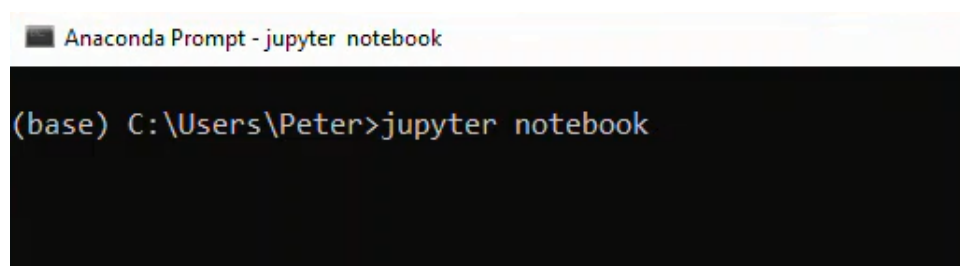 Anaconda Prompt - jupyter notebook
(base) C:\Users\Peter>jupyter notebook